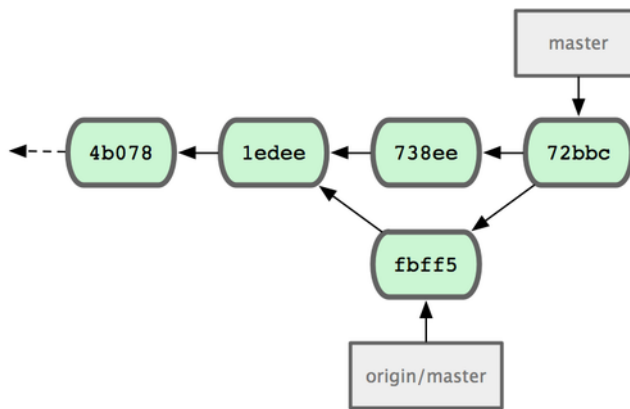 master
4b078
1edee
738ee
72bbc
fbff5
origin/master